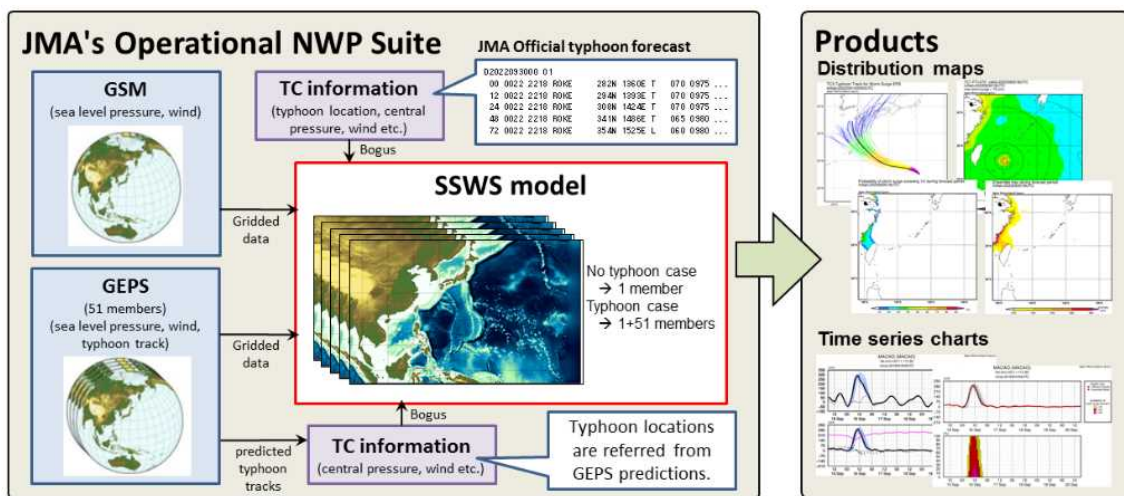 JMA's Operational NWP Suite
GSM
(sea level pressure, wind)
TC information
(typhoon location, central
pressure, wind etc.)
JMA Official typhoon forecast
D2022093000 01
00 0022 2218 ROKE 282N 1360E T 070 0975 ...
12 0022 2218 ROKE 294N 1393E T 070 0975 ...
24 0022 2218 ROKE 308N 1424E T 070 0975 ...
48 0022 2218 ROKE 341N 1486E T 065 0980 ...
72 0022 2218 ROKE 354N 1525E L 060 0980 ...
Bogus
SSWS model
Gridded
data
No typhoon case
→ 1 member
Typhoon case
→ 1+51 members
GEPS
(51 members)
(sea level pressure, wind,
typhoon track)
Gridded
data
Bogus
predicted
typhoon
tracks
TC information
(central pressure, wind etc.)
Typhoon locations
are referred from
GEPS predictions.
Products
Distribution maps
Time series charts